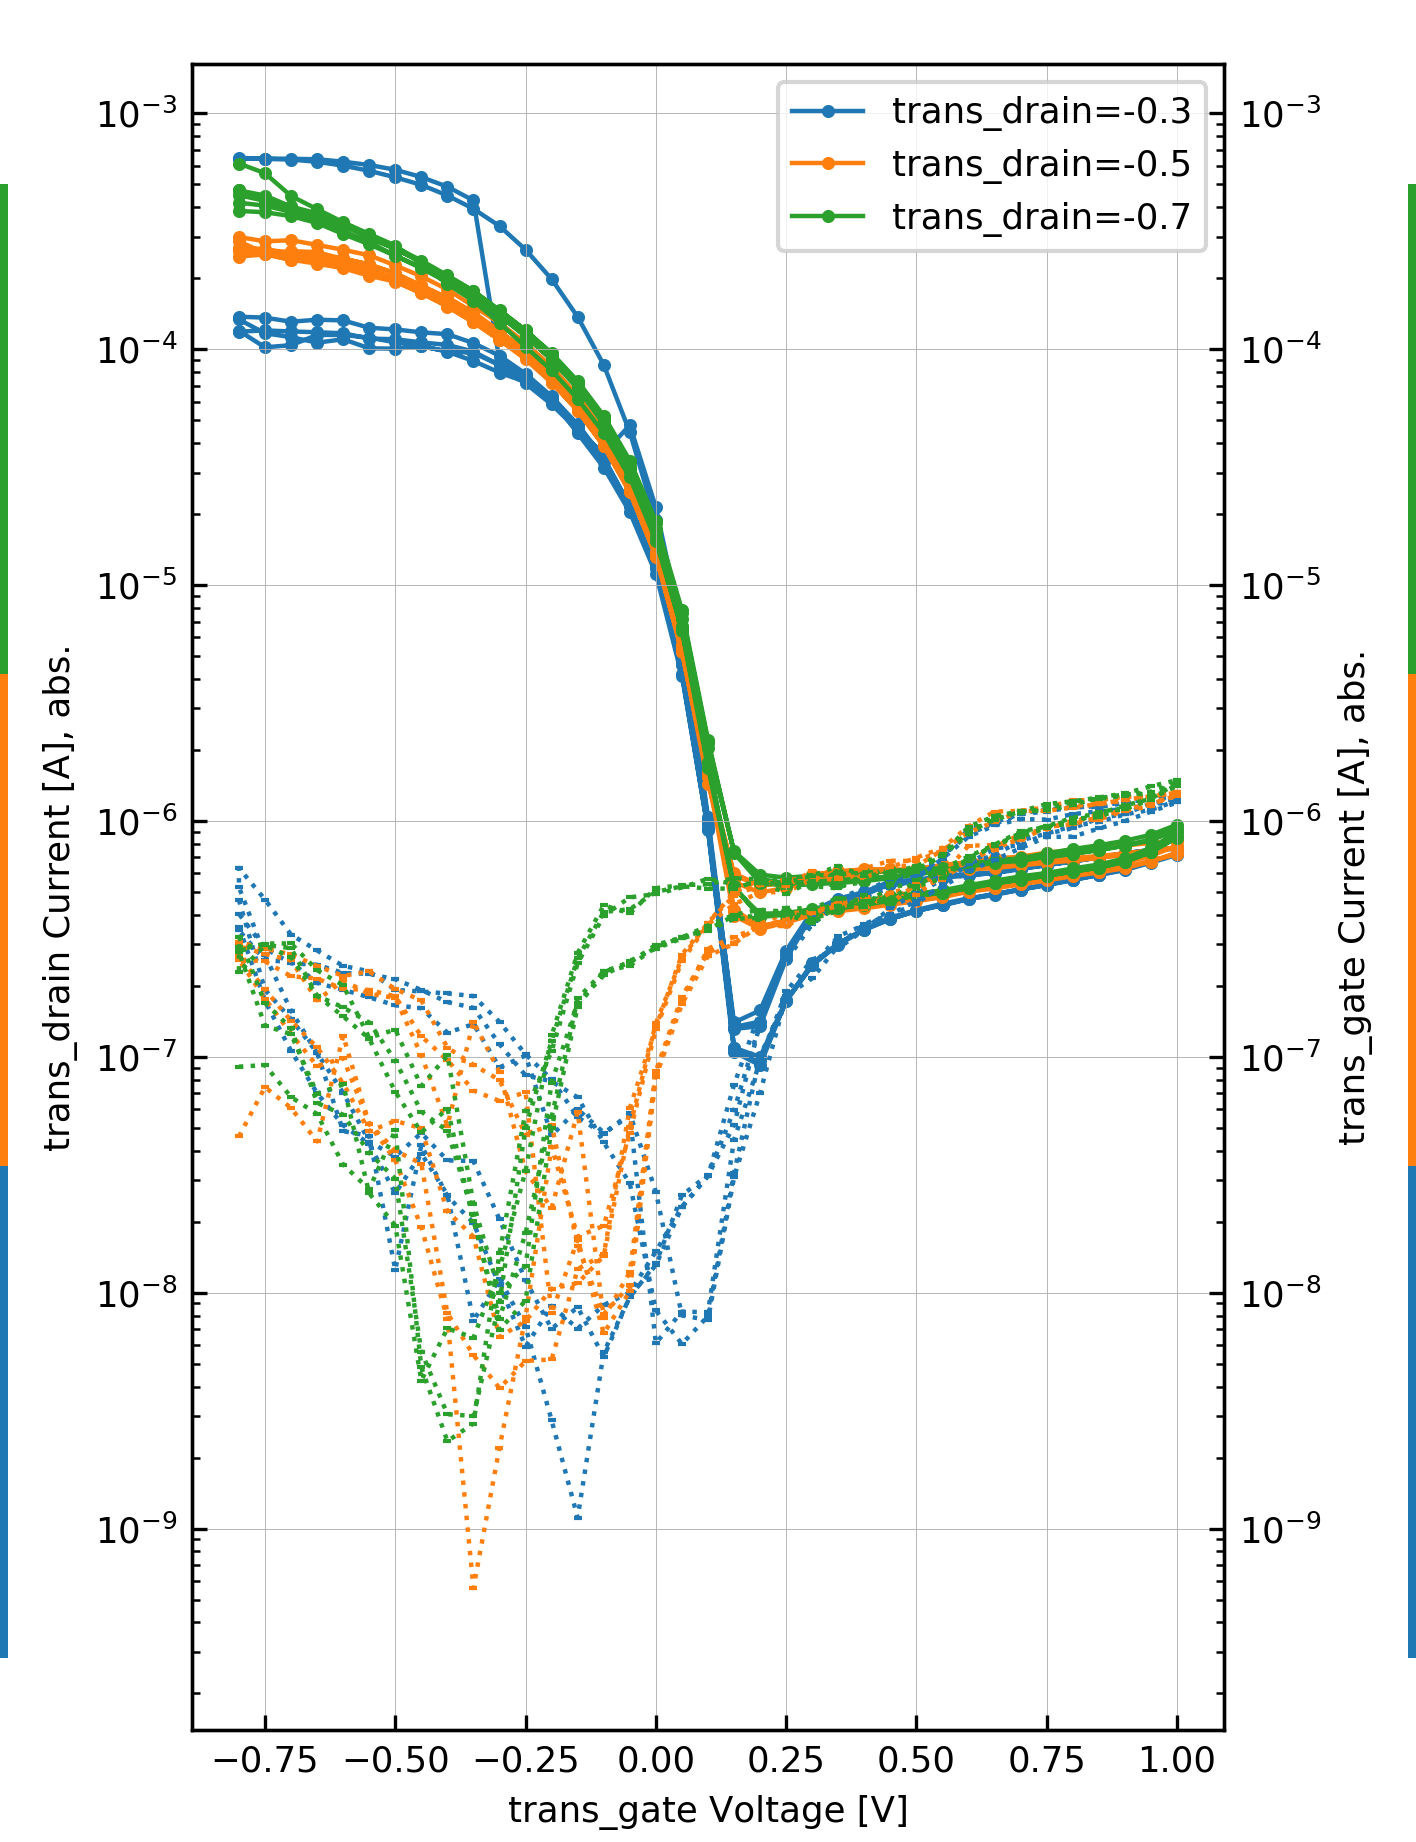 trans_drain=-0.3
trans_drain=-0.5
trans_drain=-0.7
10⁻³
10⁻⁴
10⁻⁵
10⁻⁶
10⁻⁷
10⁻⁸
10⁻⁹
trans_drain Current [A], abs.
10⁻³
10⁻⁴
10⁻⁵
10⁻⁶
10⁻⁷
10⁻⁸
10⁻⁹
trans_gate Current [A], abs.
−0.75 −0.50 −0.25 0.00 0.25 0.50 0.75 1.00
trans_gate Voltage [V]